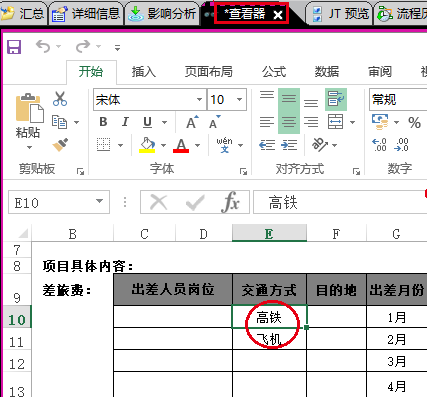 汇总 详细信息 影响分析 *查看器 JT 预览 流程历
开始 插入 页面布局 公式 数据 审阅 视图
粘贴 宋体 10 常规
B I U A A wén 文 %
剪贴板 字体 对齐方式 数字
E10 fx 高铁
B C D E F G
7
8 项目具体内容:
9 差旅费: 出差人员岗位 交通方式 目的地 出差月份
10 高铁 1月
11 飞机 2月
12 3月
13 4月